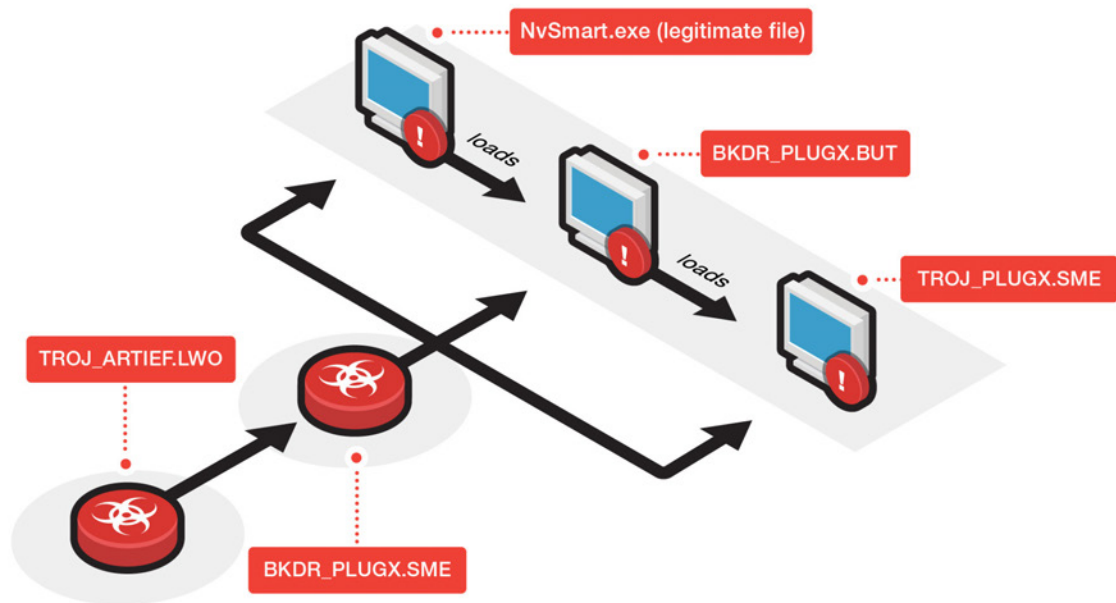 NvSmart.exe (legitimate file)
loads
BKDR_PLUGX.BUT
loads
TROJ_PLUGX.SME
TROJ_ARTIEF.LWO
BKDR_PLUGX.SME